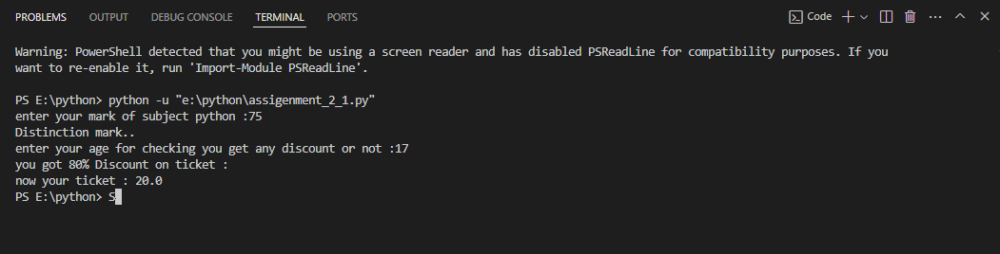 PROBLEMS OUTPUT DEBUG CONSOLE TERMINAL PORTS Code
Warning: PowerShell detected that you might be using a screen reader and has disabled PSReadLine for compatibility purposes. If you
want to re-enable it, run 'Import-Module PSReadLine'.
PS E:\python> python -u "e:\python\assigenment_2_1.py"
enter your mark of subject python :75
Distinction mark..
enter your age for checking you get any discount or not :17
you got 80% Discount on ticket :
now your ticket : 20.0
PS E:\python> S